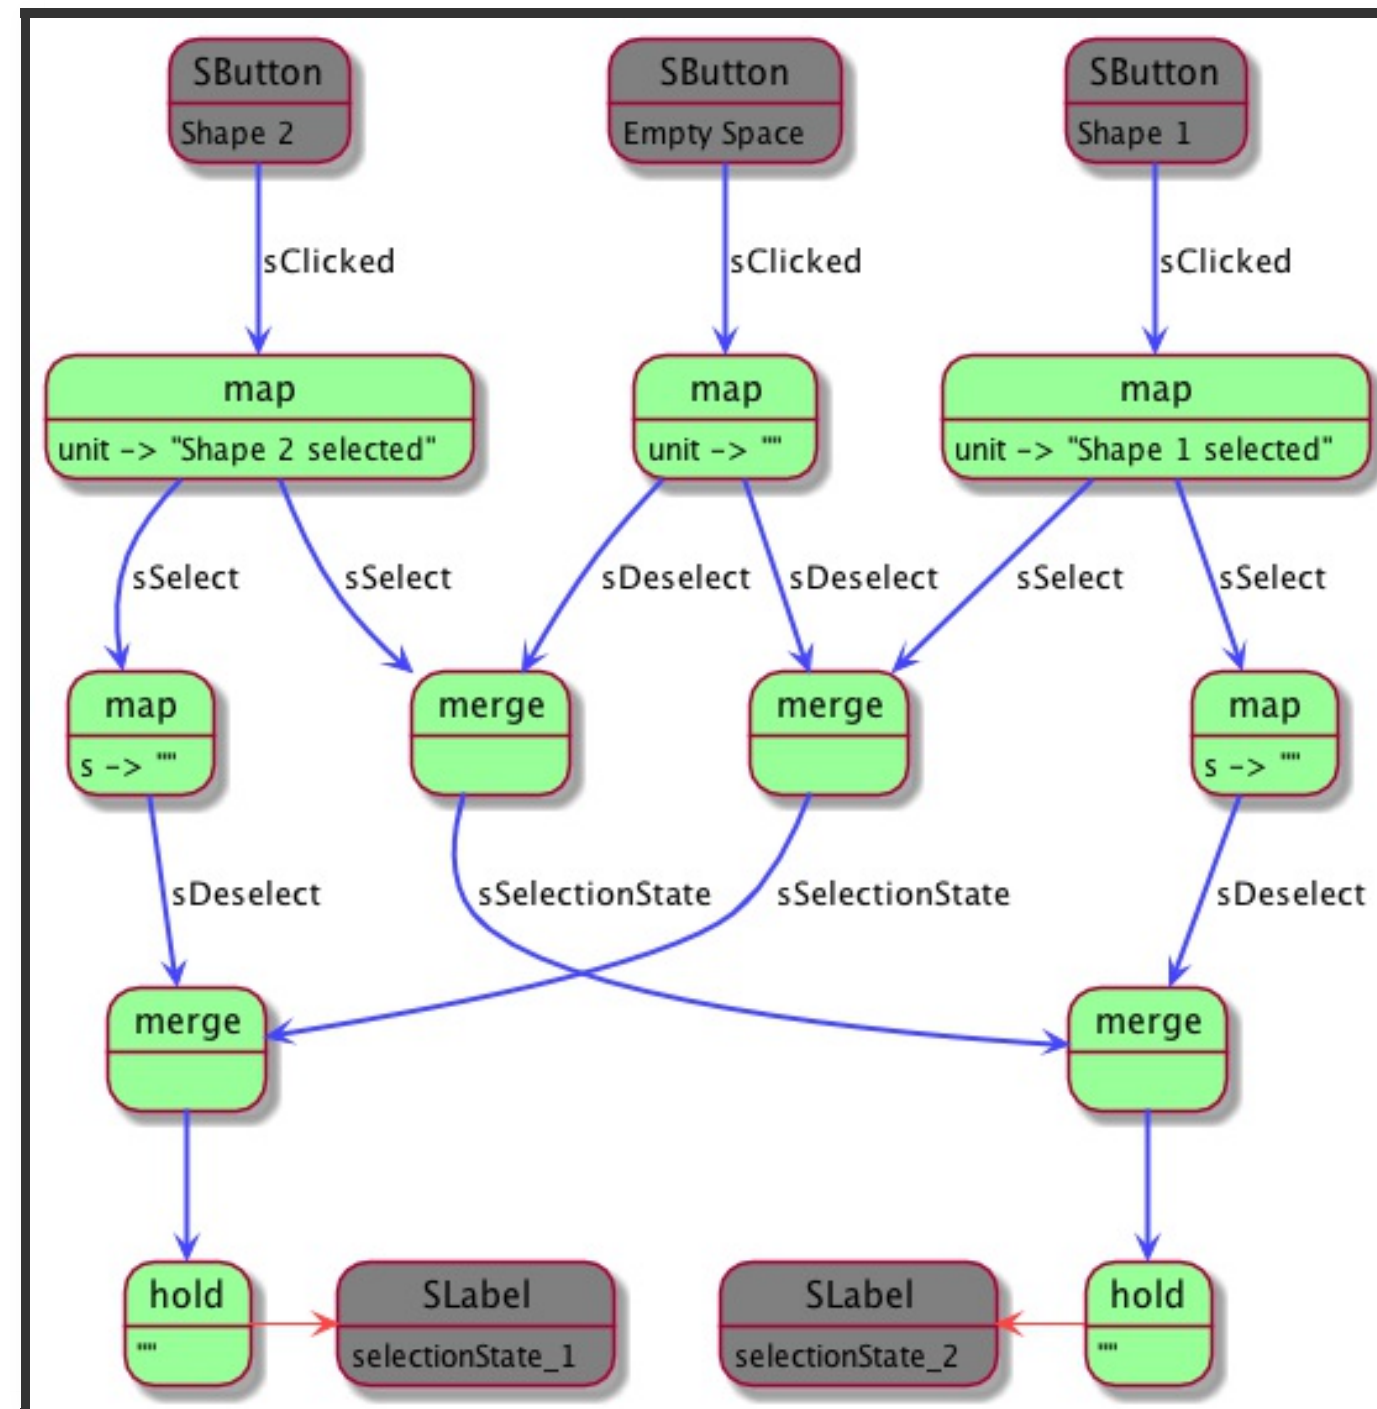 SButton
Shape 2
SButton
Empty Space
SButton
Shape 1
sClicked
sClicked
sClicked
map
unit -> "Shape 2 selected"
map
unit -> ""
map
unit -> "Shape 1 selected"
sSelect
sSelect
sDeselect
sDeselect
sSelect
sSelect
map
s -> ""
merge
merge
map
s -> ""
sDeselect
sSelectionState
sSelectionState
sDeselect
merge
merge
hold
""
SLabel
selectionState_1
SLabel
selectionState_2
hold
""